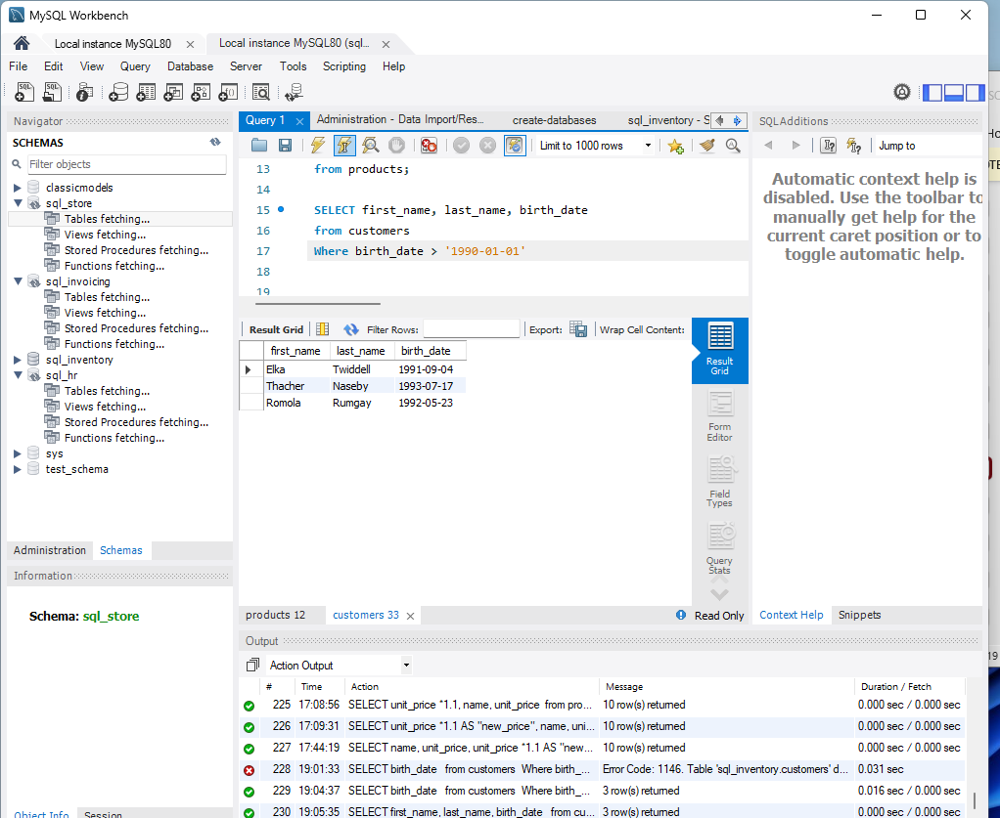 MySQL Workbench
Local instance MySQL80
Local instance MySQL80 (sql...
File Edit View Query Database Server Tools Scripting Help
Navigator
SCHEMAS
Filter objects
classicmodels
sql_store
Tables fetching...
Views fetching...
Stored Procedures fetching...
Functions fetching...
sql_invoicing
Tables fetching...
Views fetching...
Stored Procedures fetching...
Functions fetching...
sql_inventory
sql_hr
Tables fetching...
Views fetching...
Stored Procedures fetching...
Functions fetching...
sys
test_schema
Administration Schemas
Information
Schema: sql_store
Object Info Session
Query 1 Administration - Data Import/Res... create-databases sql_inventory - S
Limit to 1000 rows
13 from products;
14
15 SELECT first_name, last_name, birth_date
16 from customers
17 Where birth_date > '1990-01-01'
18
19
Result Grid Filter Rows: Export: Wrap Cell Content:
first_name last_name birth_date
Elka Twiddell 1991-09-04
Thacher Naseby 1993-07-17
Romola Rumgay 1992-05-23
Result
Grid
Form
Editor
Field
Types
Query
Stats
products 12 customers 33 Read Only
SQLAdditions
Jump to
Automatic context help is
disabled. Use the toolbar to
manually get help for the
current caret position or to
toggle automatic help.
Context Help Snippets
Output
Action Output
# Time Action Message Duration / Fetch
225 17:08:56 SELECT unit_price *1.1, name, unit_price from pro... 10 row(s) returned 0.000 sec / 0.000 sec
226 17:09:31 SELECT unit_price *1.1 AS "new_price", name, uni... 10 row(s) returned 0.000 sec / 0.000 sec
227 17:44:19 SELECT name, unit_price, unit_price *1.1 AS "new... 10 row(s) returned 0.000 sec / 0.000 sec
228 19:01:33 SELECT birth_date from customers Where birth_... Error Code: 1146. Table 'sql_inventory.customers' d... 0.031 sec
229 19:04:37 SELECT birth_date from customers Where birth_... 3 row(s) returned 0.016 sec / 0.000 sec
230 19:05:35 SELECT first_name, last_name, birth_date from cu... 3 row(s) returned 0.000 sec / 0.000 sec